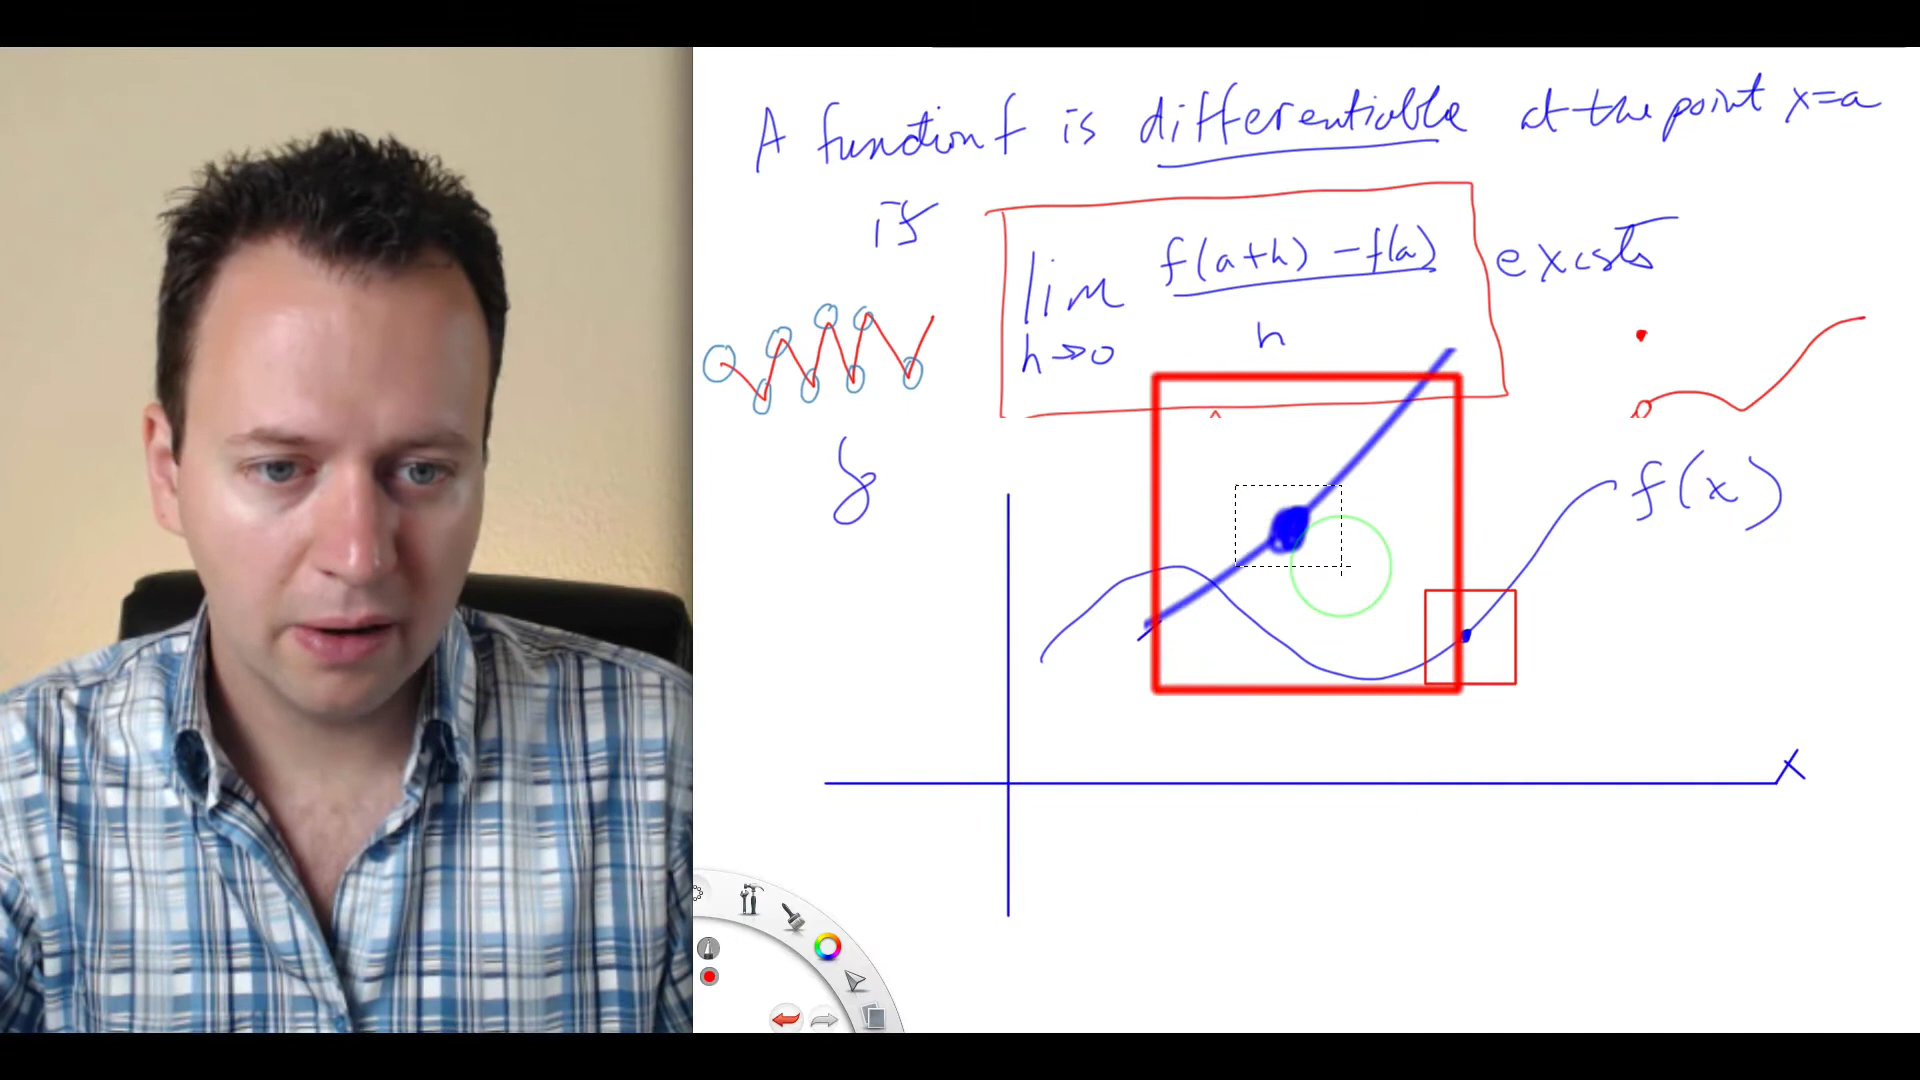 A function f is differentiable at the point x=a
if
lim f(a+h) - f(a) exists
h→0 h
y
f(x)
x